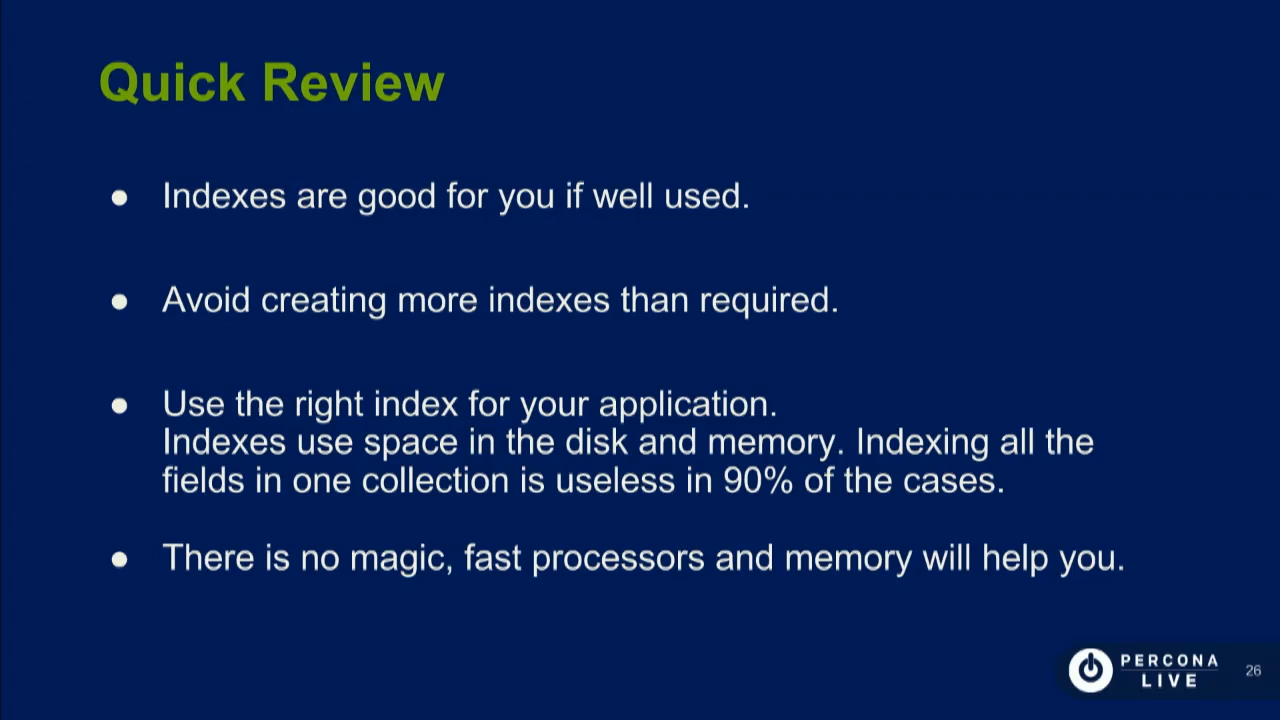 Quick Review
● Indexes are good for you if well used.
● Avoid creating more indexes than required.
● Use the right index for your application.
Indexes use space in the disk and memory. Indexing all the
fields in one collection is useless in 90% of the cases.
● There is no magic, fast processors and memory will help you.
PERCONA
LIVE
26